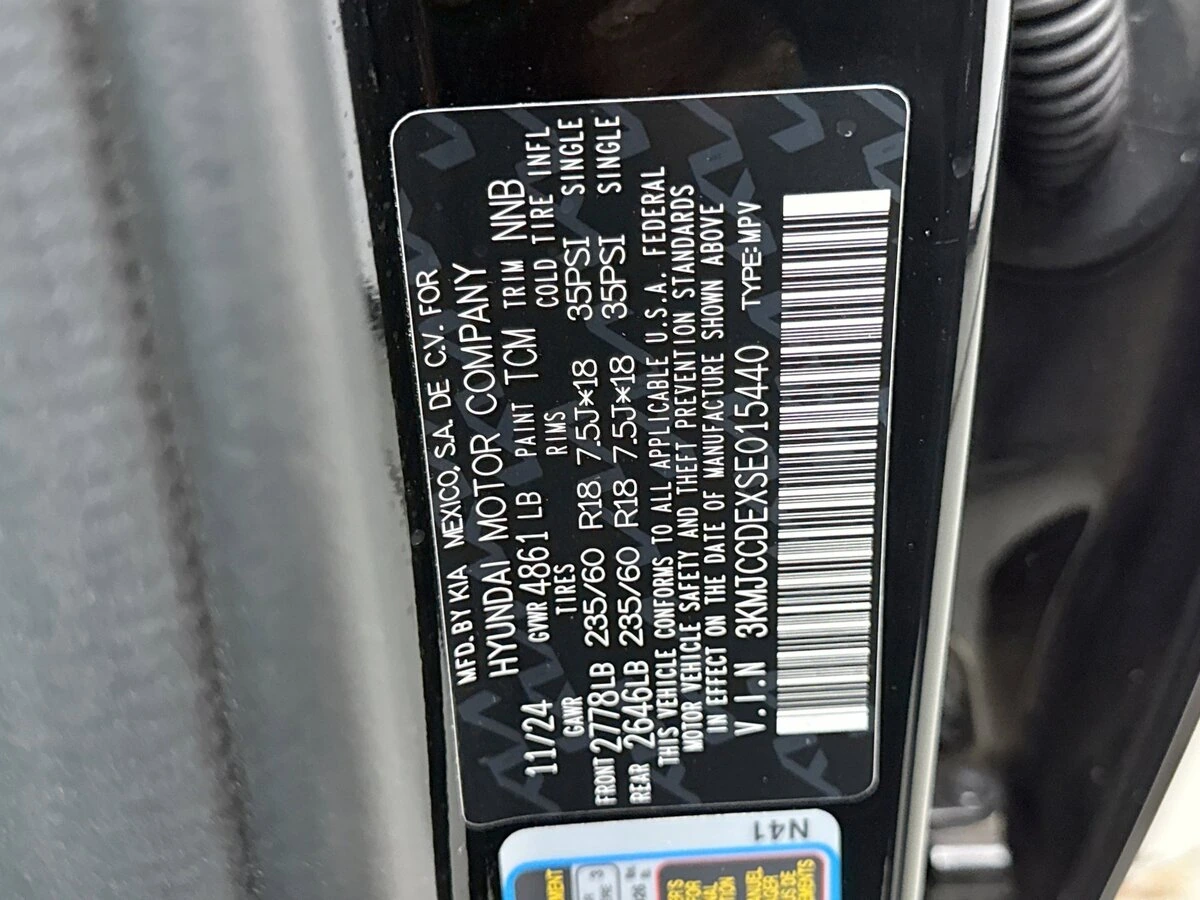 MFD. BY KIA MEXICO, S.A. DE C.V. FOR
HYUNDAI MOTOR COMPANY
11/24 GVWR 4861 LB PAINT TCM TRIM NNB
GAWR TIRES RIMS COLD TIRE INFL
FRONT 2778LB 235/60 R18 7.5J×18 35PSI SINGLE
REAR 2646LB 235/60 R18 7.5J×18 35PSI SINGLE
THIS VEHICLE CONFORMS TO ALL APPLICABLE U.S.A. FEDERAL
MOTOR VEHICLE SAFETY AND THEFT PREVENTION STANDARDS
IN EFFECT ON THE DATE OF MANUFACTURE SHOWN ABOVE
V.I.N 3KMJCCDEXSE015440 TYPE:MPV
N41